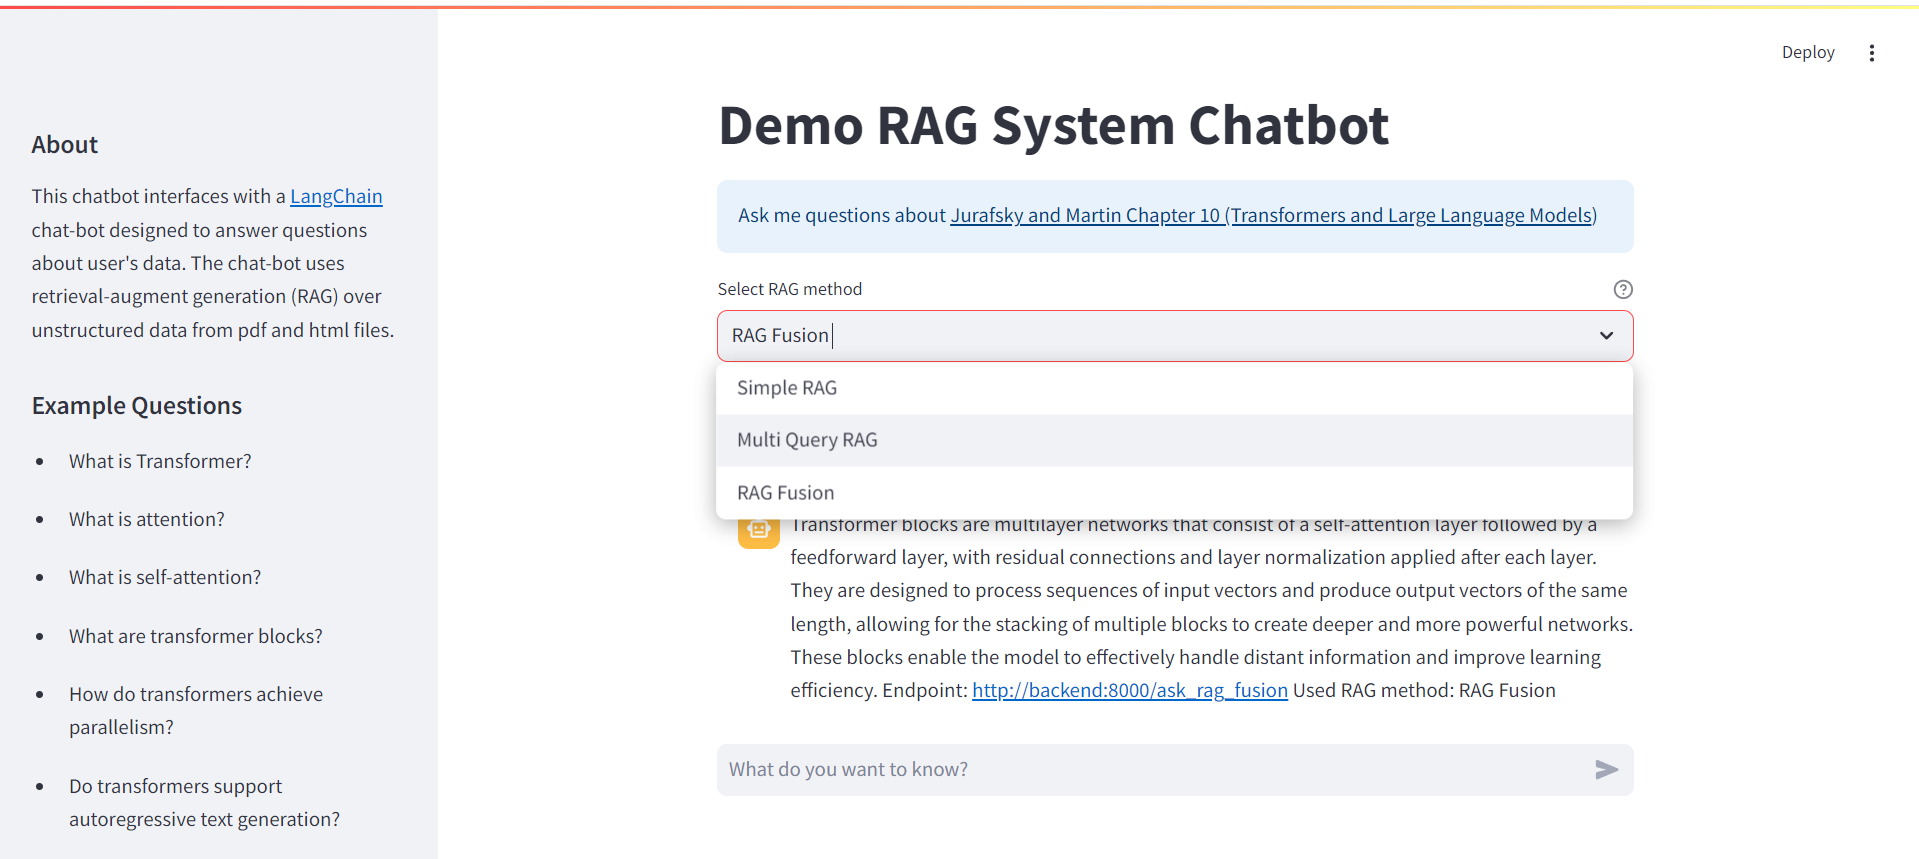 Deploy
About
This chatbot interfaces with a LangChain
chat-bot designed to answer questions
about user's data. The chat-bot uses
retrieval-augment generation (RAG) over
unstructured data from pdf and html files.
Example Questions
• What is Transformer?
• What is attention?
• What is self-attention?
• What are transformer blocks?
• How do transformers achieve
parallelism?
• Do transformers support
autoregressive text generation?
Demo RAG System Chatbot
Ask me questions about Jurafsky and Martin Chapter 10 (Transformers and Large Language Models)
Select RAG method
RAG Fusion
Simple RAG
Multi Query RAG
RAG Fusion
Transformer blocks are multilayer networks that consist of a self-attention layer followed by a
feedforward layer, with residual connections and layer normalization applied after each layer.
They are designed to process sequences of input vectors and produce output vectors of the same
length, allowing for the stacking of multiple blocks to create deeper and more powerful networks.
These blocks enable the model to effectively handle distant information and improve learning
efficiency. Endpoint: http://backend:8000/ask_rag_fusion Used RAG method: RAG Fusion
What do you want to know?